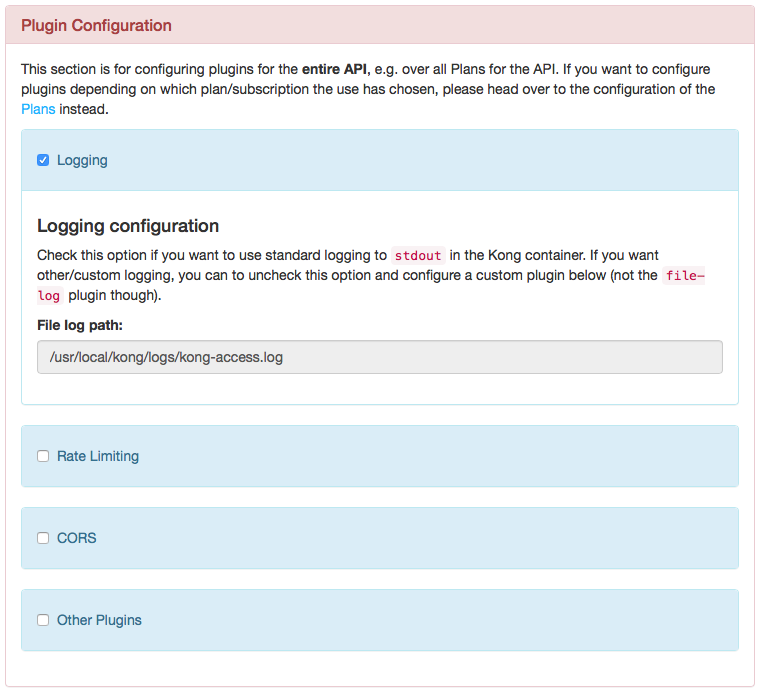 Plugin Configuration
This section is for configuring plugins for the entire API, e.g. over all Plans for the API. If you want to configure
plugins depending on which plan/subscription the use has chosen, please head over to the configuration of the
Plans instead.
Logging
Logging configuration
Check this option if you want to use standard logging to stdout in the Kong container. If you want
other/custom logging, you can to uncheck this option and configure a custom plugin below (not the file-
log plugin though).
File log path:
/usr/local/kong/logs/kong-access.log
Rate Limiting
CORS
Other Plugins